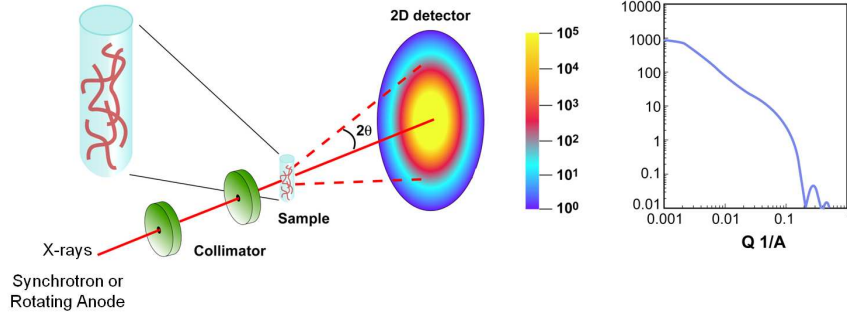 2D detector
10⁵
10⁴
10³
10²
10¹
10⁰
2θ
Sample
Collimator
X-rays
Synchrotron or
Rotating Anode
10000
1000
100
10
1
0.1
0.01
0.001 0.01 0.1
Q 1/A